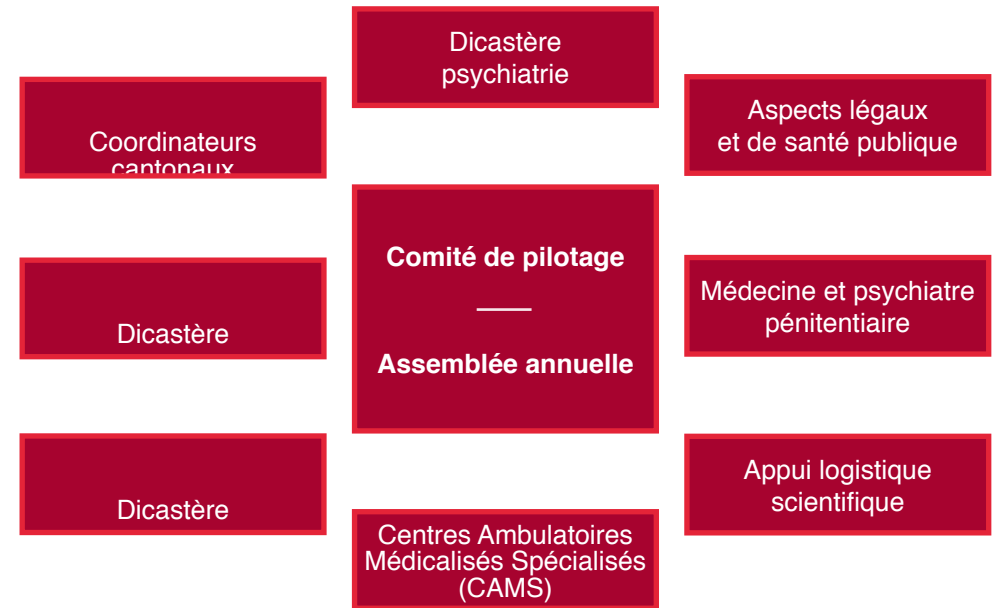 Dicastère
psychiatrie
Coordinateurs
cantonaux
Aspects légaux
et de santé publique
Comité de pilotage
Assemblée annuelle
Dicastère
Médecine et psychiatre
pénitentiaire
Dicastère
Appui logistique
scientifique
Centres Ambulatoires
Médicalisés Spécialisés
(CAMS)